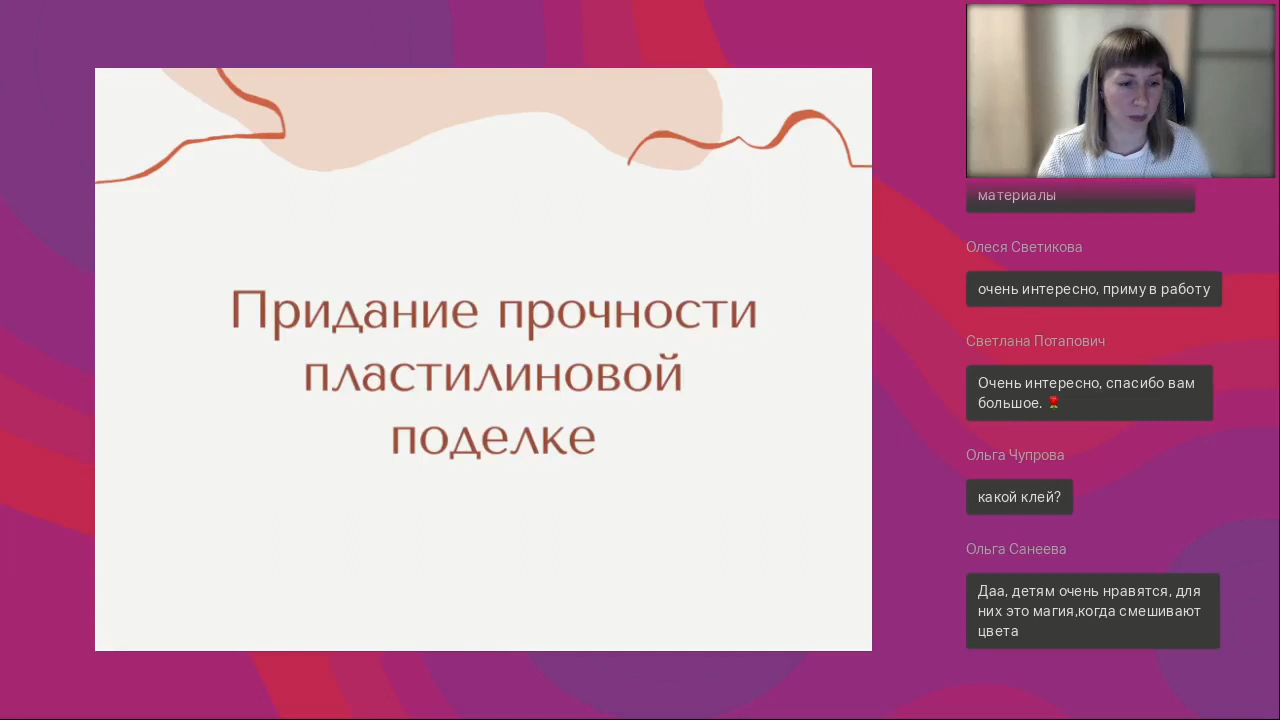 Придание прочности
пластилиновой
поделке
материалы
Олеся Светикова
очень интересно, приму в работу
Светлана Потапович
Очень интересно, спасибо вам
большое. 🌹
Ольга Чупрова
какой клей?
Ольга Санеева
Даа, детям очень нравятся, для
них это магия,когда смешивают
цвета